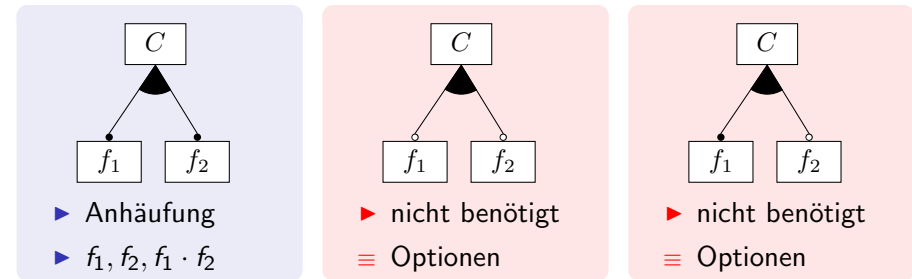 C
f₁ f₂
▶ Anhäufung
▶ f₁, f₂, f₁ · f₂
C
f₁ f₂
▶ nicht benötigt
≡ Optionen
C
f₁ f₂
▶ nicht benötigt
≡ Optionen